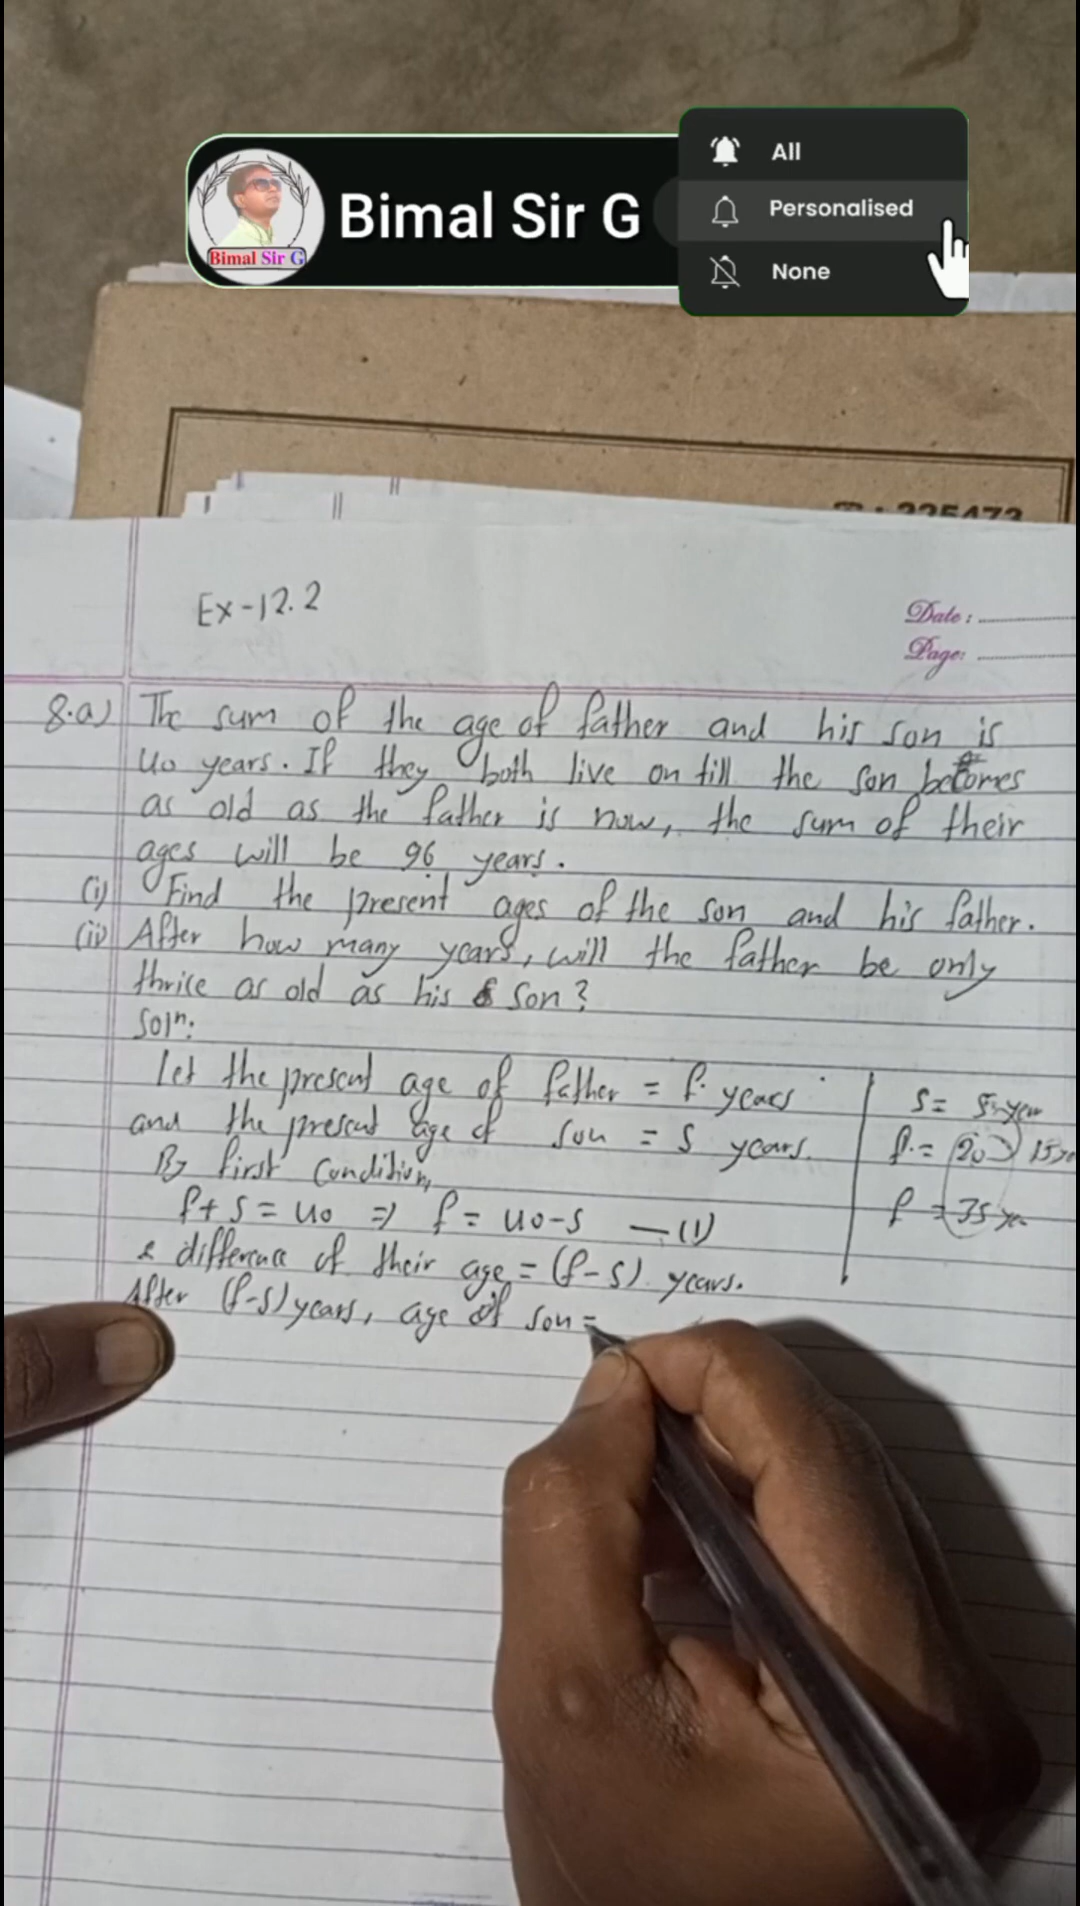 All
Personalised
None
Bimal Sir G
Bimal Sir G
: 225473
Ex-12.2
Date:
Page:
8.a) The sum of the age of father and his son is
40 years. If they both live on till the son becomes
as old as the father is now, the sum of their
ages will be 96 years.
(i) Find the present ages of the son and his father.
(ii) After how many years, will the father be only
thrice as old as his son?
Soln:
Let the present age of father = f years
and the present age of son = s years.
By first condition,
f + s = 40 => f = 40-s —(1)
& difference of their age = (f-s) years.
After (f-s) years, age of son =
s = 5 year
f = 20 15
f = 35